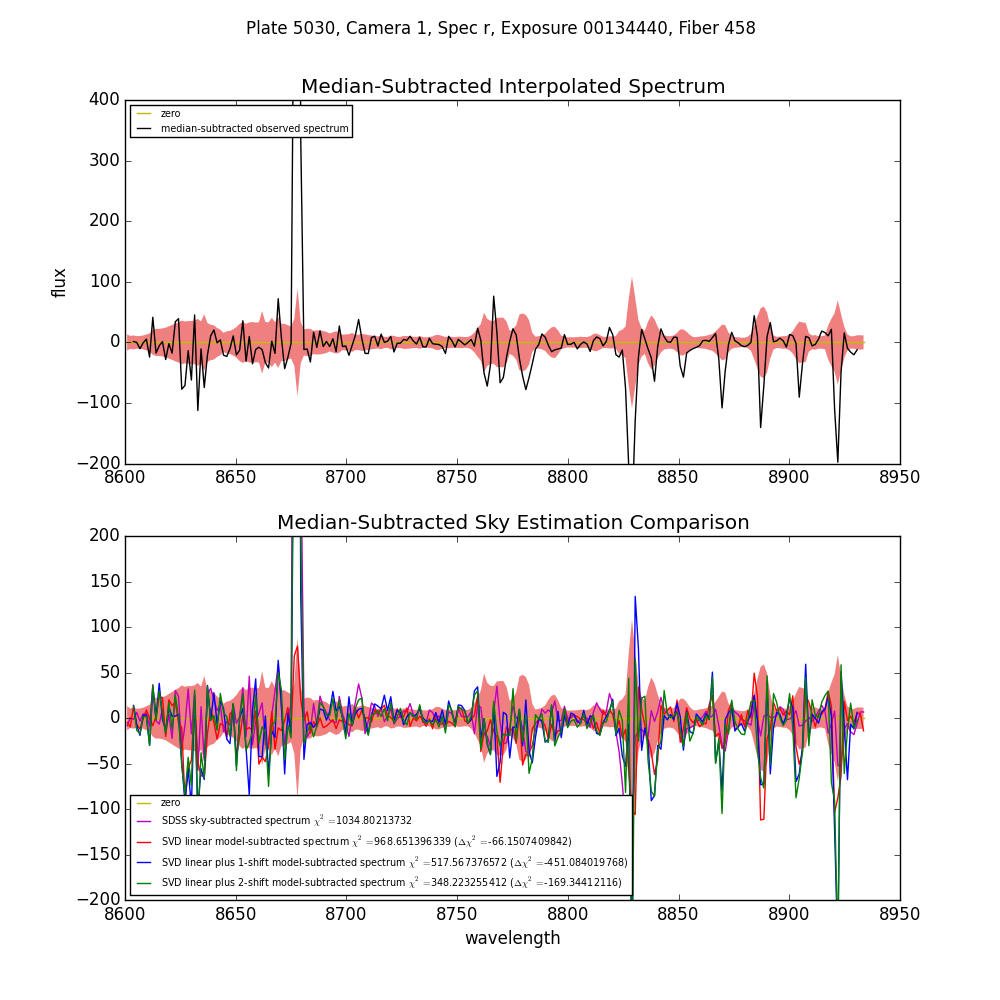 Plate 5030, Camera 1, Spec r, Exposure 00134440, Fiber 458
Median-Subtracted Interpolated Spectrum
400
300
200
100
0
−100
−200
flux
zero
median-subtracted observed spectrum
8600 8650 8700 8750 8800 8850 8900 8950
Median-Subtracted Sky Estimation Comparison
200
150
100
50
0
−50
−100
−150
−200
zero
SDSS sky-subtracted spectrum χ² =1034.80213732
SVD linear model-subtracted spectrum χ² =968.651396339 (Δχ² =-66.1507409842)
SVD linear plus 1-shift model-subtracted spectrum χ² =517.567376572 (Δχ² =-451.084019768)
SVD linear plus 2-shift model-subtracted spectrum χ² =348.223255412 (Δχ² =-169.34412116)
8600 8650 8700 8750 8800 8850 8900 8950
wavelength